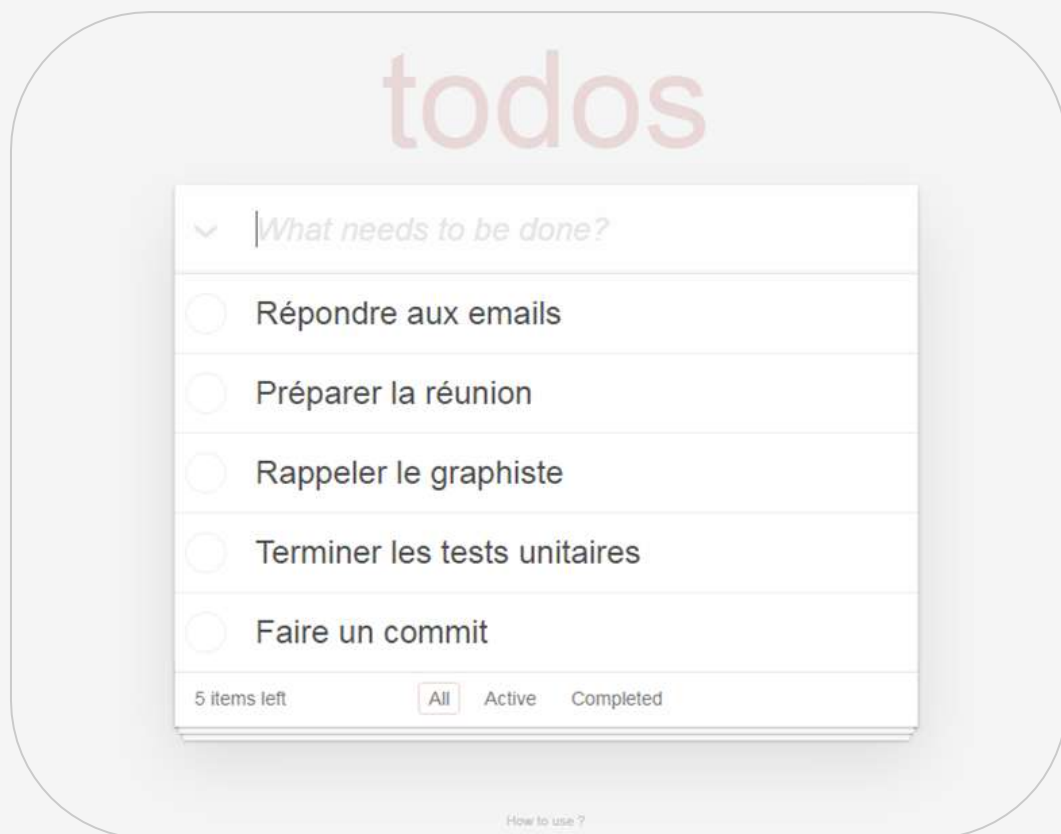 todos
What needs to be done?
Répondre aux emails
Préparer la réunion
Rappeler le graphiste
Terminer les tests unitaires
Faire un commit
5 items left All Active Completed
How to use ?